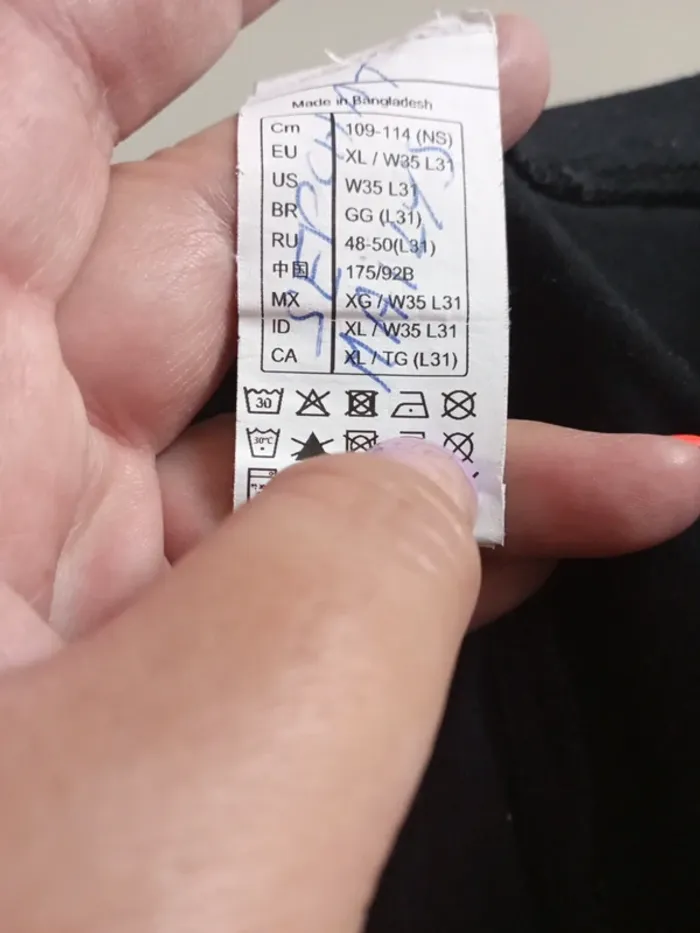 Made in Bangladesh
Cm 109-114 (NS)
EU XL / W35 L31
US W35 L31
BR GG (L31)
RU 48-50(L31)
中国 175/92B
MX XG / W35 L31
ID XL / W35 L31
CA XL / TG (L31)
30
30°C